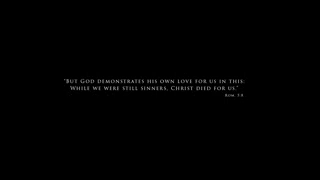 "But God demonstrates his own love for us in this:
While we were still sinners, Christ died for us."
Rom. 5:8